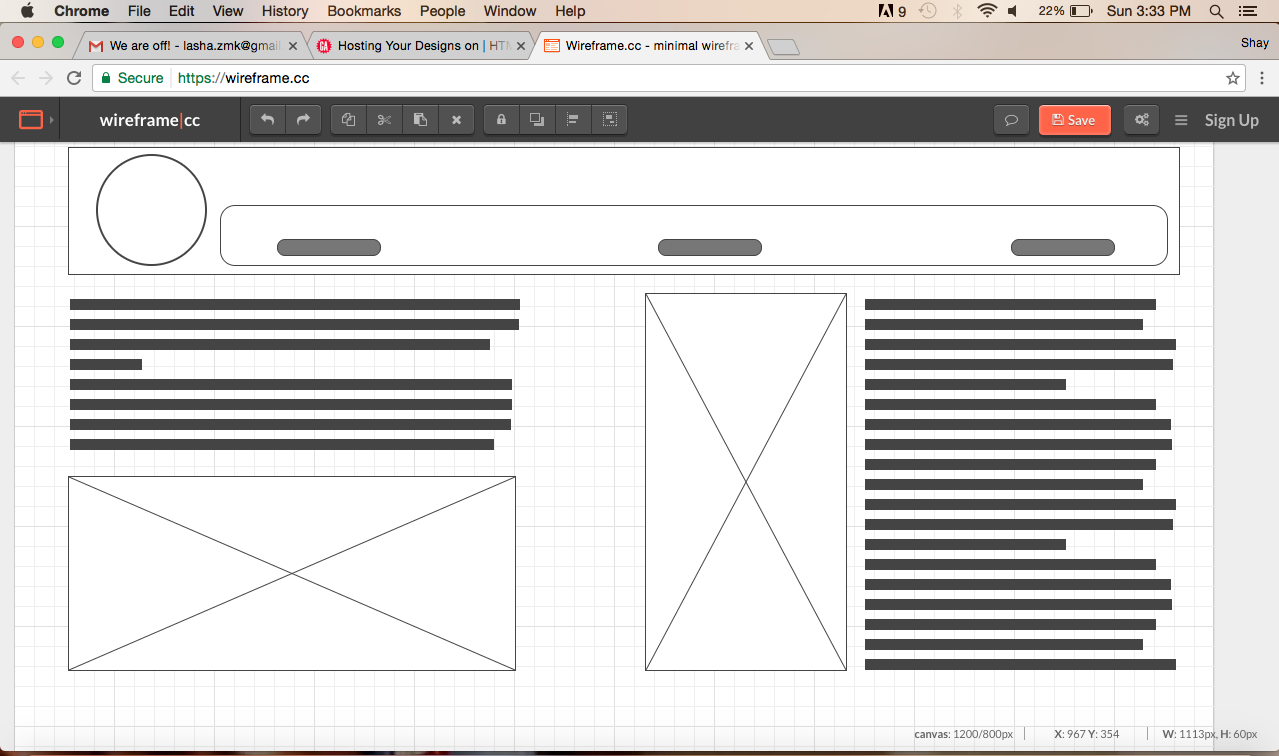 Chrome File Edit View History Bookmarks People Window Help 9 22% Sun 3:33 PM
We are off! - lasha.zmk@gmail Hosting Your Designs on | HTM Wireframe.cc - minimal wirefra Shay
Secure https://wireframe.cc
wireframe|cc Save Sign Up
canvas: 1200/800px X: 967 Y: 354 W: 1113px, H: 60px